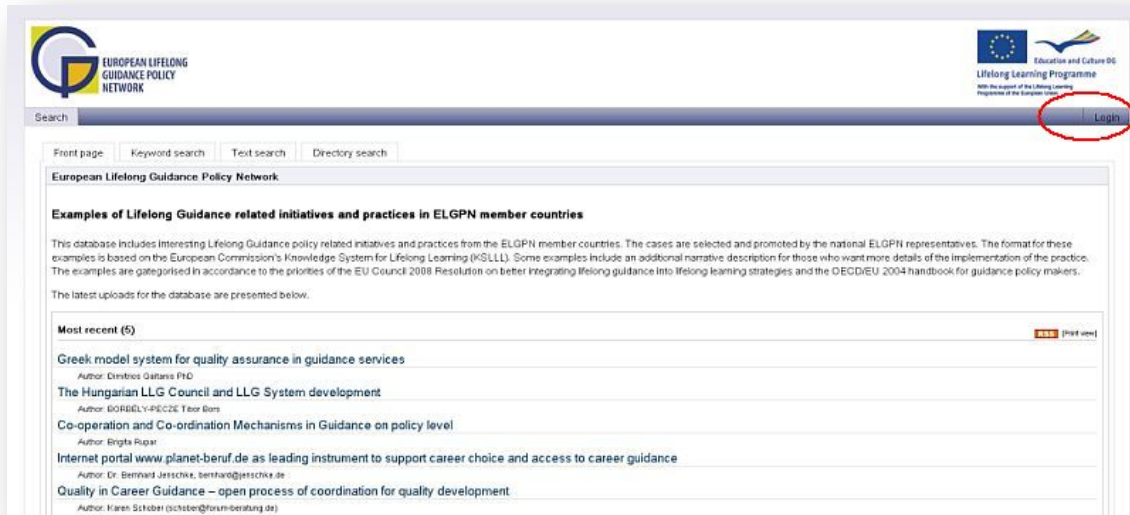 EUROPEAN LIFELONG
GUIDANCE POLICY
NETWORK
Education and Culture DG
Lifelong Learning Programme
With the support of the Lifelong Learning
Programme of the European Union
Search
Login
Front page
Keyword search
Text search
Directory search
European Lifelong Guidance Policy Network
Examples of Lifelong Guidance related initiatives and practices in ELGPN member countries
This database includes interesting Lifelong Guidance policy related initiatives and practices from the ELGPN member countries. The cases are selected and promoted by the national ELGPN representatives. The format for these
examples is based on the European Commission's Knowledge System for Lifelong Learning (KSLLL). Some examples include an additional narrative description for those who want more details of the implementation of the practice.
The examples are gategorised in accordance to the priorities of the EU Council 2008 Resolution on better integrating lifelong guidance into lifelong learning strategies and the OECD/EU 2004 handbook for guidance policy makers.
The latest uploads for the database are presented below.
Most recent (5)
RSS [Print view]
Greek model system for quality assurance in guidance services
Author: Dimitrios Gaitanis PhD
The Hungarian LLG Council and LLG System development
Author: BORBÉLY-PECZE Tibor Bors
Co-operation and Co-ordination Mechanisms in Guidance on policy level
Author: Brigita Rupar
Internet portal www.planet-beruf.de as leading instrument to support career choice and access to career guidance
Author: Dr. Bernhard Jenschke, bernhard@jenschke.de
Quality in Career Guidance – open process of coordination for quality development
Author: Karen Schober (schober@forum-beratung.de)